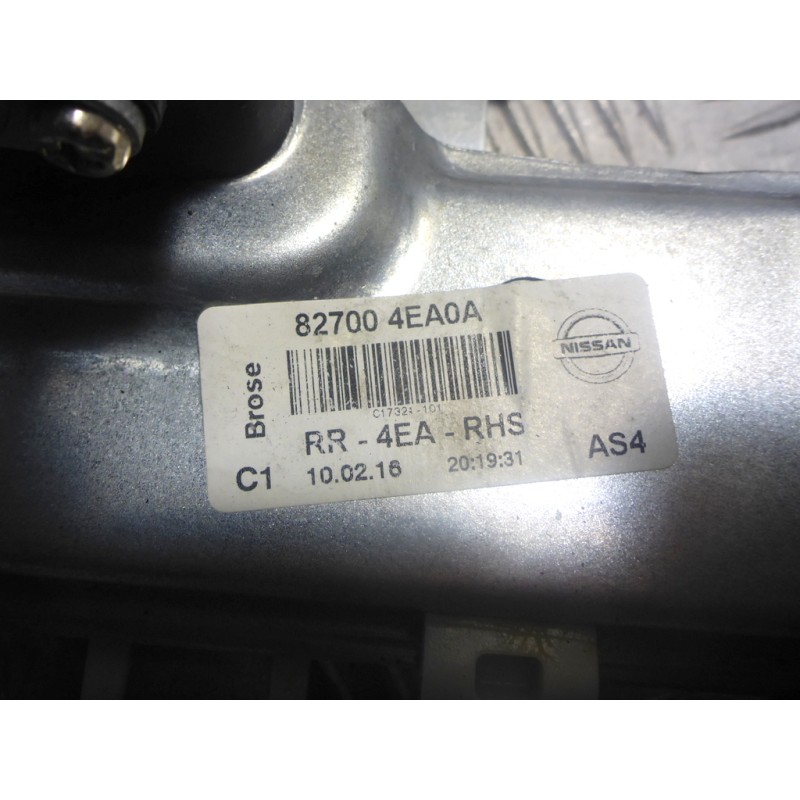 82700 4EA0A
NISSAN
Brose
RR - 4EA - RHS
C1 10.02.16 20:19:31 AS4